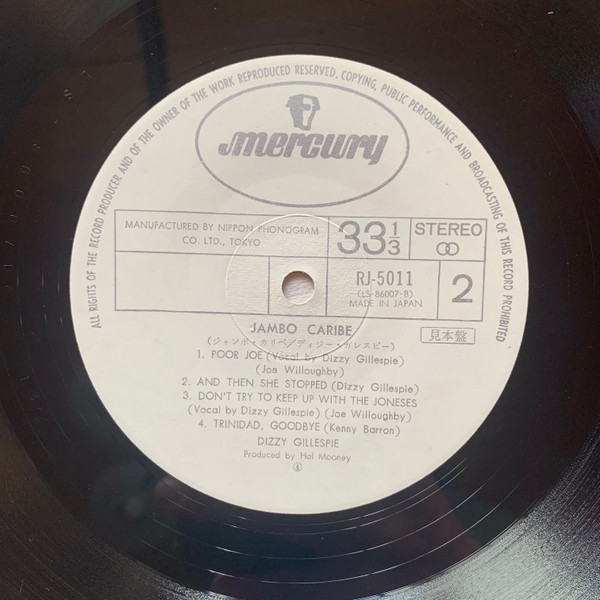 ALL RIGHTS OF THE RECORD PRODUCER AND OF THE OWNER OF THE WORK REPRODUCED RESERVED, COPYING, PUBLIC PERFORMANCE AND BROADCASTING OF THIS RECORD PROHIBITED
mercury
MANUFACTURED BY NIPPON PHONOGRAM
CO. LTD., TOKYO
33 1/3
STEREO
RJ-5011
(LS-86007-B)
MADE IN JAPAN
2
JAMBO CARIBE
見本盤
(ジャンボ・カリベ/ディジー・ガレスピー)
1. POOR JOE (Vocal by Dizzy Gillespie)
(Joe Willoughby)
2. AND THEN SHE STOPPED (Dizzy Gillespie)
3. DON'T TRY TO KEEP UP WITH THE JONESES
(Vocal by Dizzy Gillespie) (Joe Willoughby)
4. TRINIDAD, GOODBYE (Kenny Barron)
DIZZY GILLESPIE
Produced by Hal Mooney